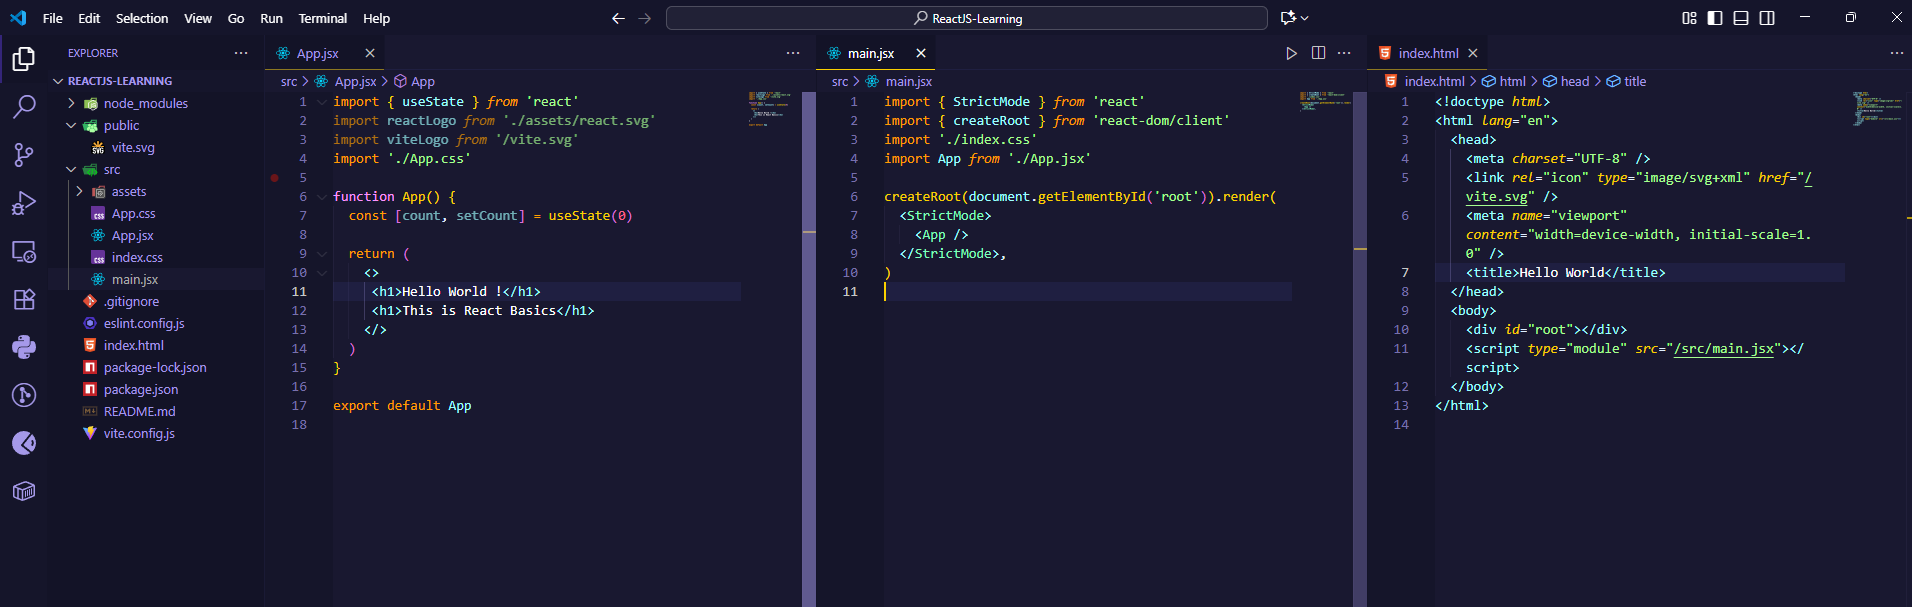 File Edit Selection View Go Run Terminal Help
ReactJS-Learning
EXPLORER
REACTJS-LEARNING
node_modules
public
vite.svg
src
assets
App.css
App.jsx
index.css
main.jsx
.gitignore
eslint.config.js
index.html
package-lock.json
package.json
README.md
vite.config.js
App.jsx
src > App.jsx > App
1 import { useState } from 'react'
2 import reactLogo from './assets/react.svg'
3 import viteLogo from '/vite.svg'
4 import './App.css'
5
6 function App() {
7 const [count, setCount] = useState(0)
8
9 return (
10 <>
11 <h1>Hello World !</h1>
12 <h1>This is React Basics</h1>
13 </>
14 )
15 }
16
17 export default App
18
main.jsx
src > main.jsx
1 import { StrictMode } from 'react'
2 import { createRoot } from 'react-dom/client'
3 import './index.css'
4 import App from './App.jsx'
5
6 createRoot(document.getElementById('root')).render(
7 <StrictMode>
8 <App />
9 </StrictMode>,
10 )
11
index.html
index.html > html > head > title
1 <!doctype html>
2 <html lang="en">
3 <head>
4 <meta charset="UTF-8" />
5 <link rel="icon" type="image/svg+xml" href="/
vite.svg" />
6 <meta name="viewport"
content="width=device-width, initial-scale=1.
0" />
7 <title>Hello World</title>
8 </head>
9 <body>
10 <div id="root"></div>
11 <script type="module" src="/src/main.jsx"></
script>
12 </body>
13 </html>
14